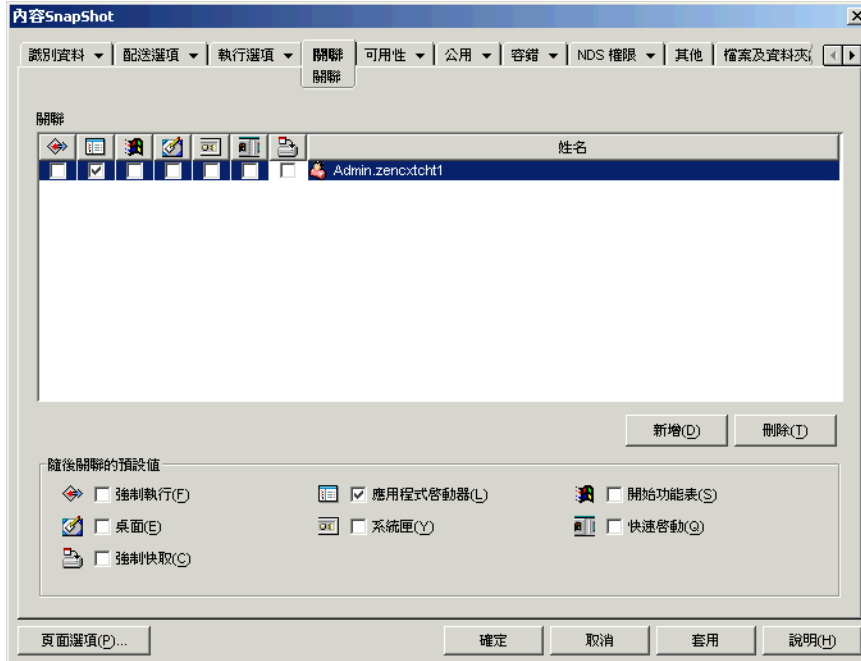 內容SnapShot
識別資料 配送選項 執行選項 關聯 可用性 公用 容錯 NDS 權限 其他 檔案及資料夾
關聯
關聯
姓名
Admin.zencxtcht1
新增(D) 刪除(T)
隨後關聯的預設值
強制執行(F) 應用程式啟動器(L) 開始功能表(S)
桌面(E) 系統匣(Y) 快速啟動(Q)
強制快取(C)
頁面選項(P)... 確定 取消 套用 說明(H)